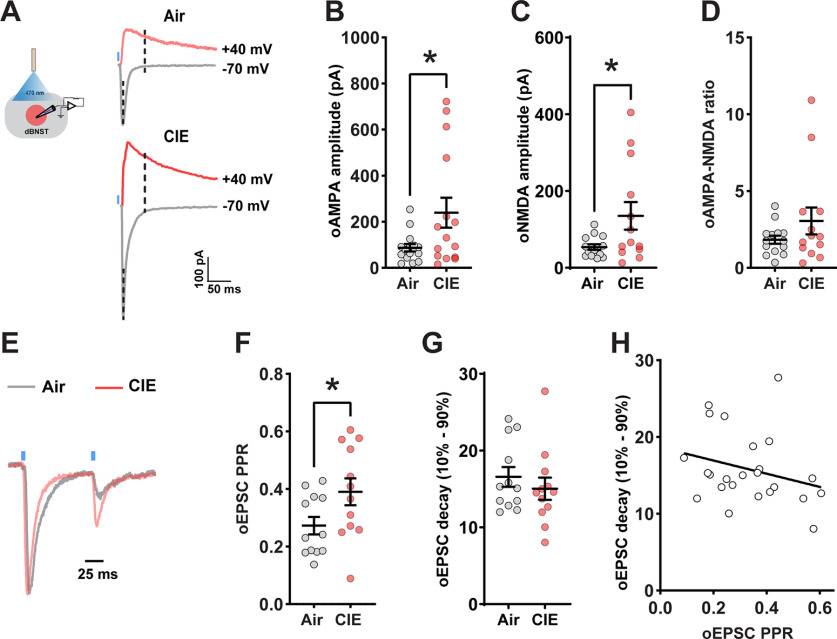 A
Air
+40 mV
-70 mV
470 nm
dBNST
CIE
+40 mV
-70 mV
100 pA
50 ms
B
oAMPA amplitude (pA)
1000
800
600
400
200
0
*
Air
CIE
C
oNMDA amplitude (pA)
600
400
200
0
*
Air
CIE
D
oAMPA-NMDA ratio
15
10
5
0
Air
CIE
E
Air
CIE
25 ms
F
oEPSC PPR
0.8
0.6
0.4
0.2
0.0
*
Air
CIE
G
oEPSC decay (10% - 90%)
30
20
10
0
Air
CIE
H
oEPSC decay (10% - 90%)
30
20
10
0
0.0 0.2 0.4 0.6
oEPSC PPR